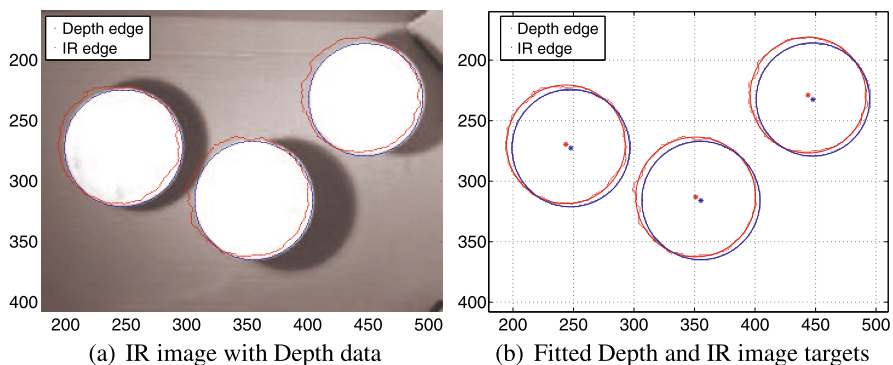 Depth edge
IR edge
200
250
300
350
400
200 250 300 350 400 450 500
(a) IR image with Depth data
Depth edge
IR edge
200
250
300
350
400
200 250 300 350 400 450 500
(b) Fitted Depth and IR image targets